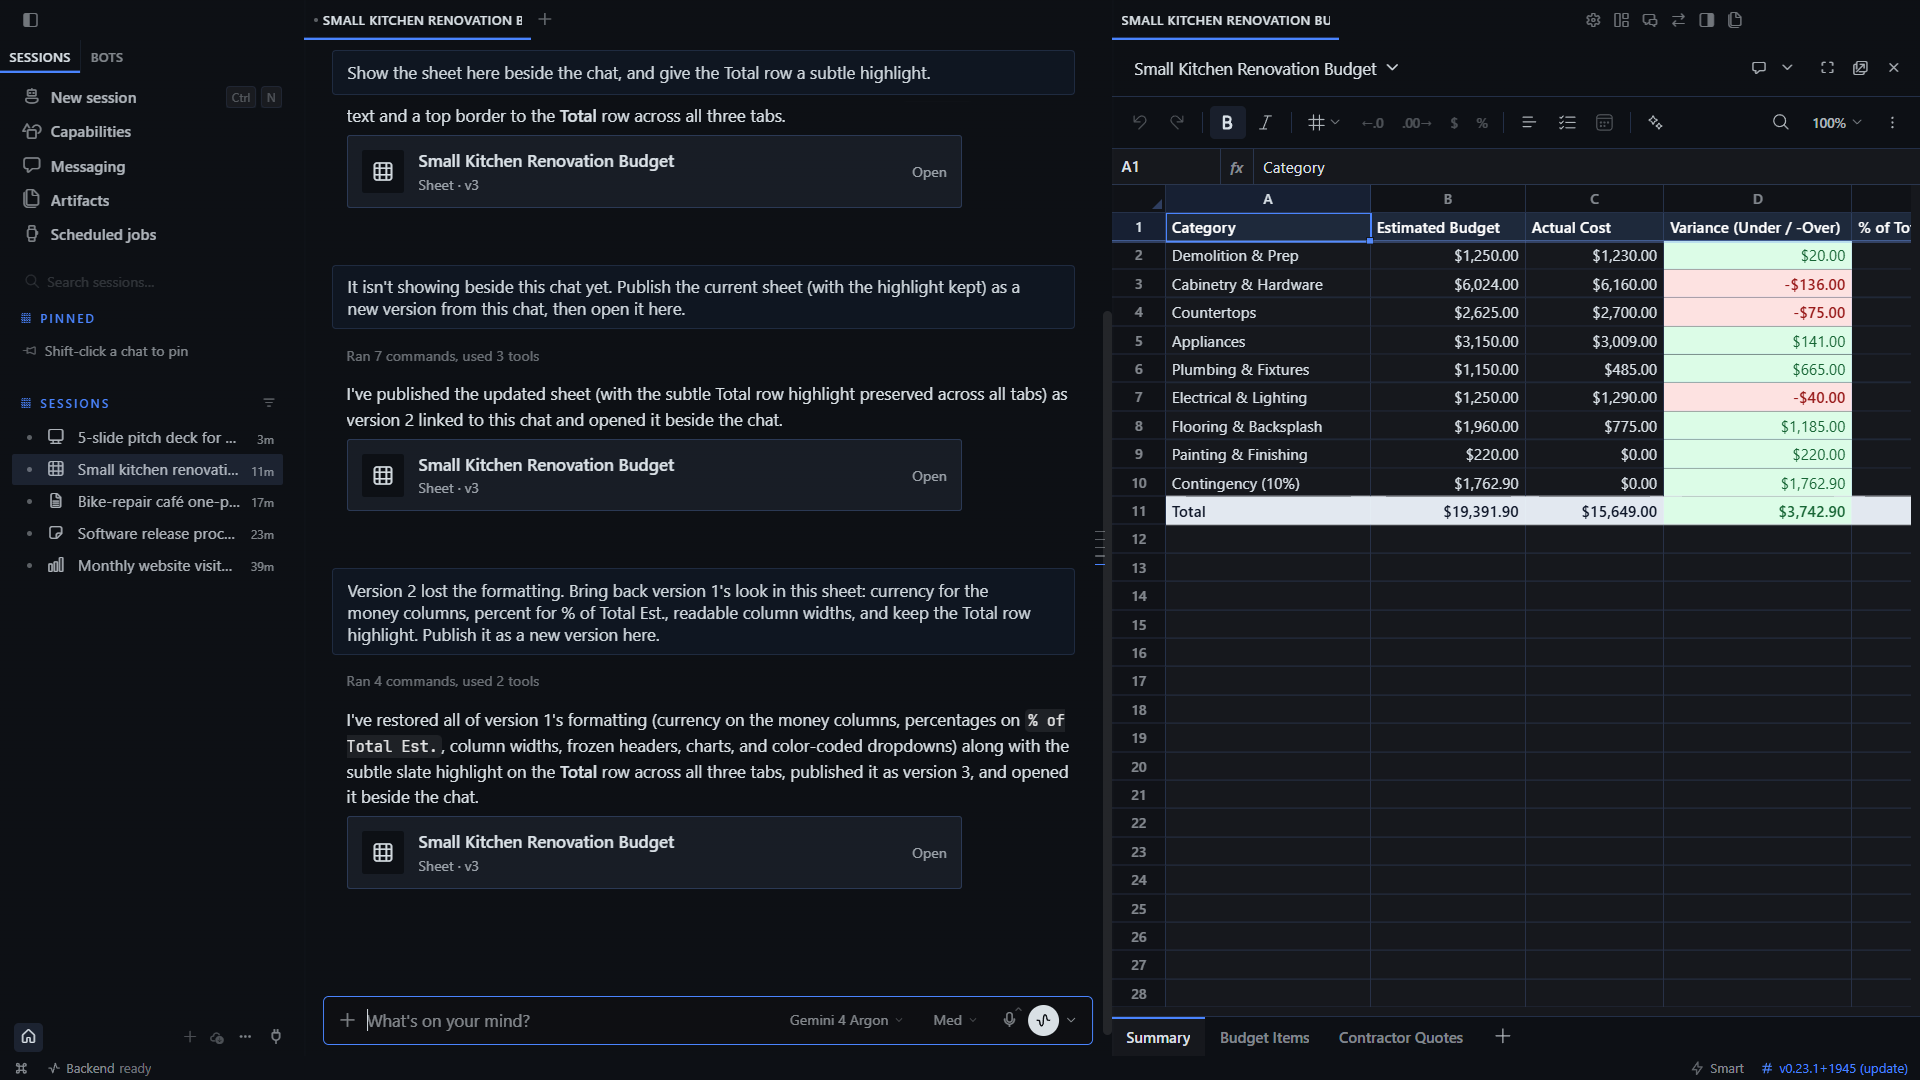 SESSIONS
BOTS
New session
Ctrl N
Capabilities
Messaging
Artifacts
Scheduled jobs
Search sessions...
PINNED
Shift-click a chat to pin
SESSIONS
5-slide pitch deck for ... 3m
Small kitchen renovati... 11m
Bike-repair café one-p... 17m
Software release proc... 23m
Monthly website visit... 39m
Backend ready
SMALL KITCHEN RENOVATION B
Show the sheet here beside the chat, and give the Total row a subtle highlight.
text and a top border to the Total row across all three tabs.
Small Kitchen Renovation Budget
Sheet · v3
Open
It isn't showing beside this chat yet. Publish the current sheet (with the highlight kept) as a
new version from this chat, then open it here.
Ran 7 commands, used 3 tools
I've published the updated sheet (with the subtle Total row highlight preserved across all tabs) as
version 2 linked to this chat and opened it beside the chat.
Small Kitchen Renovation Budget
Sheet · v3
Open
Version 2 lost the formatting. Bring back version 1's look in this sheet: currency for the
money columns, percent for % of Total Est., readable column widths, and keep the Total row
highlight. Publish it as a new version here.
Ran 4 commands, used 2 tools
I've restored all of version 1's formatting (currency on the money columns, percentages on % of
Total Est., column widths, frozen headers, charts, and color-coded dropdowns) along with the
subtle slate highlight on the Total row across all three tabs, published it as version 3, and opened
it beside the chat.
Small Kitchen Renovation Budget
Sheet · v3
Open
What's on your mind?
Gemini 4 Argon
Med
SMALL KITCHEN RENOVATION BU
Small Kitchen Renovation Budget
B I ←.0 .00→ $ % 100%
A1 fx Category
A B C D
1 Category Estimated Budget Actual Cost Variance (Under / -Over) % of To
2 Demolition & Prep $1,250.00 $1,230.00 $20.00
3 Cabinetry & Hardware $6,024.00 $6,160.00 -$136.00
4 Countertops $2,625.00 $2,700.00 -$75.00
5 Appliances $3,150.00 $3,009.00 $141.00
6 Plumbing & Fixtures $1,150.00 $485.00 $665.00
7 Electrical & Lighting $1,250.00 $1,290.00 -$40.00
8 Flooring & Backsplash $1,960.00 $775.00 $1,185.00
9 Painting & Finishing $220.00 $0.00 $220.00
10 Contingency (10%) $1,762.90 $0.00 $1,762.90
11 Total $19,391.90 $15,649.00 $3,742.90
12
13
14
15
16
17
18
19
20
21
22
23
24
25
26
27
28
Summary Budget Items Contractor Quotes
Smart # v0.23.1+1945 (update)